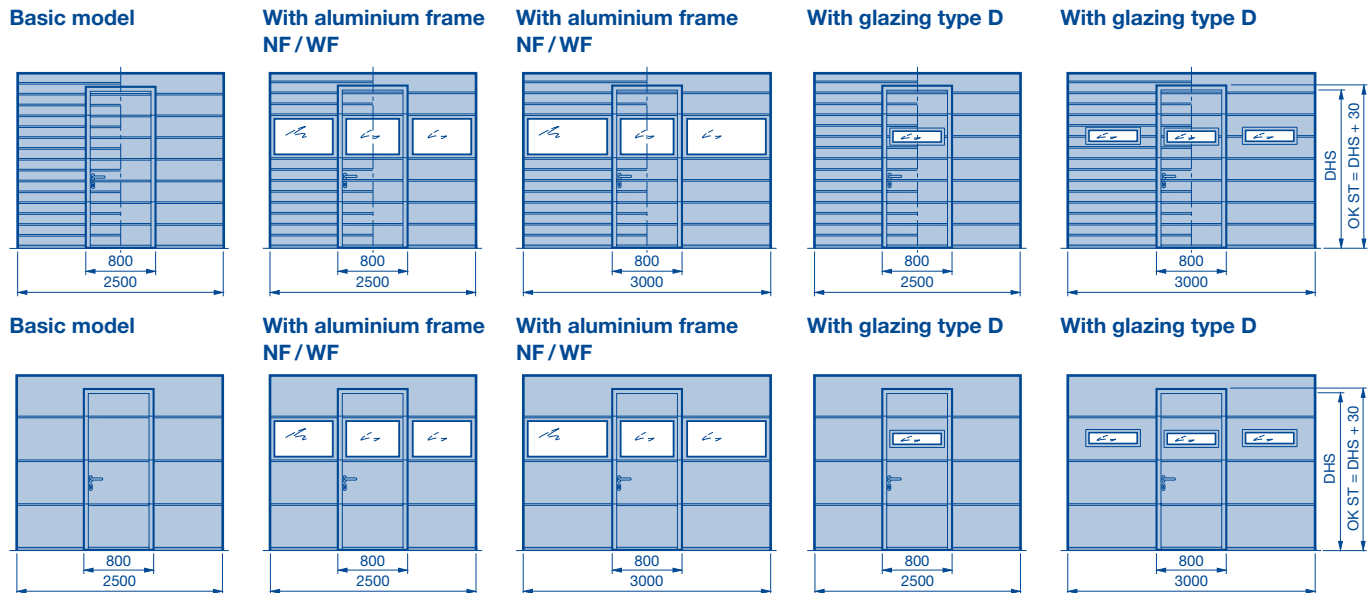 Basic model
With aluminium frame
NF / WF
With aluminium frame
NF / WF
With glazing type D
With glazing type D
800
2500
800
2500
800
3000
800
2500
800
3000
DHS
OK ST = DHS + 30
Basic model
With aluminium frame
NF / WF
With aluminium frame
NF / WF
With glazing type D
With glazing type D
800
2500
800
2500
800
3000
800
2500
800
3000
DHS
OK ST = DHS + 30